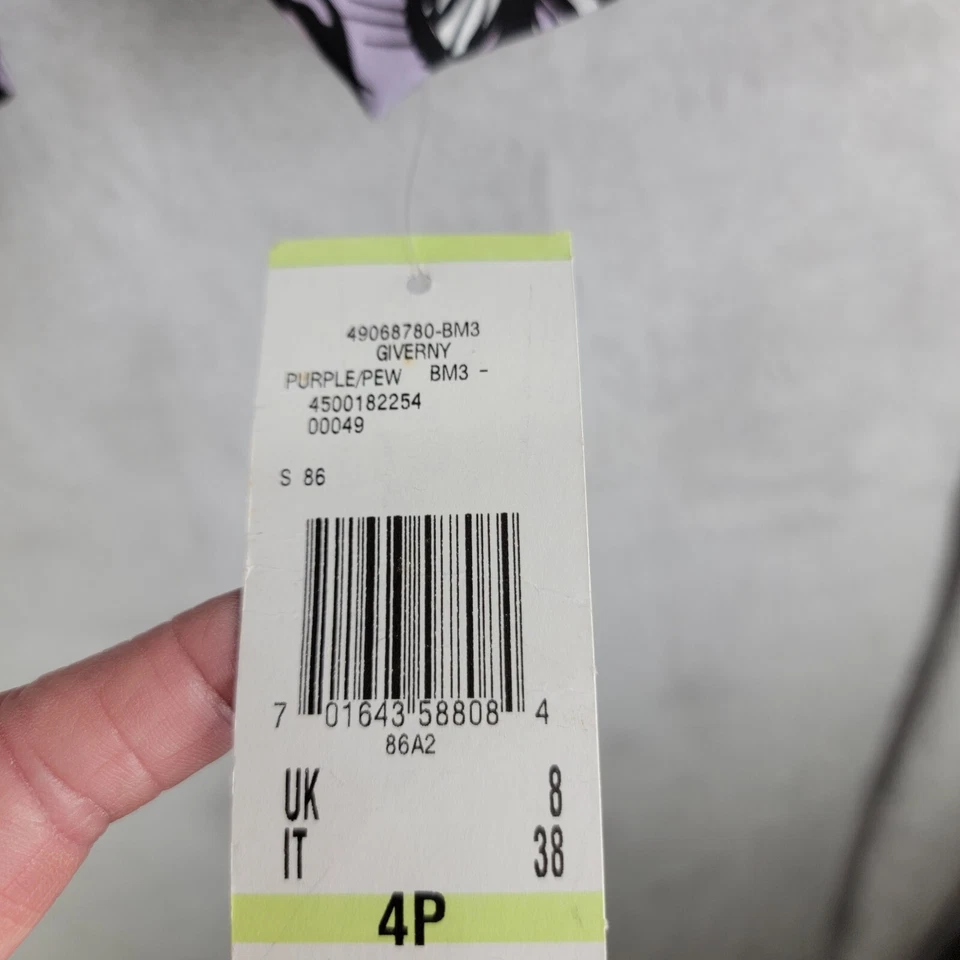 49068780-BM3
GIVERNY
PURPLE/PEW BM3 -
4500182254
00049
S 86
7 01643 58808 4
86A2
UK 8
IT 38
4P